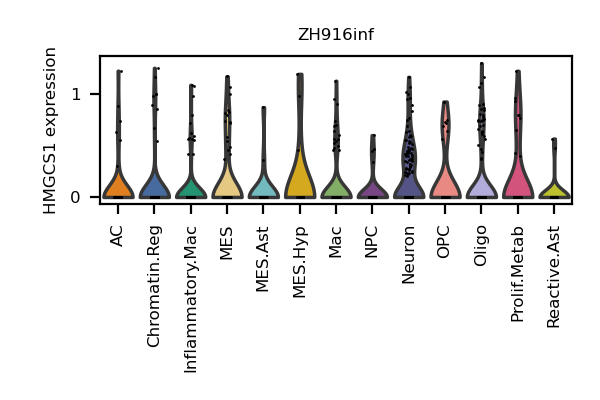 ZH916inf
HMGCS1 expression
1
0
AC
Chromatin.Reg
Inflammatory.Mac
MES
MES.Ast
MES.Hyp
Mac
NPC
Neuron
OPC
Oligo
Prolif.Metab
Reactive.Ast